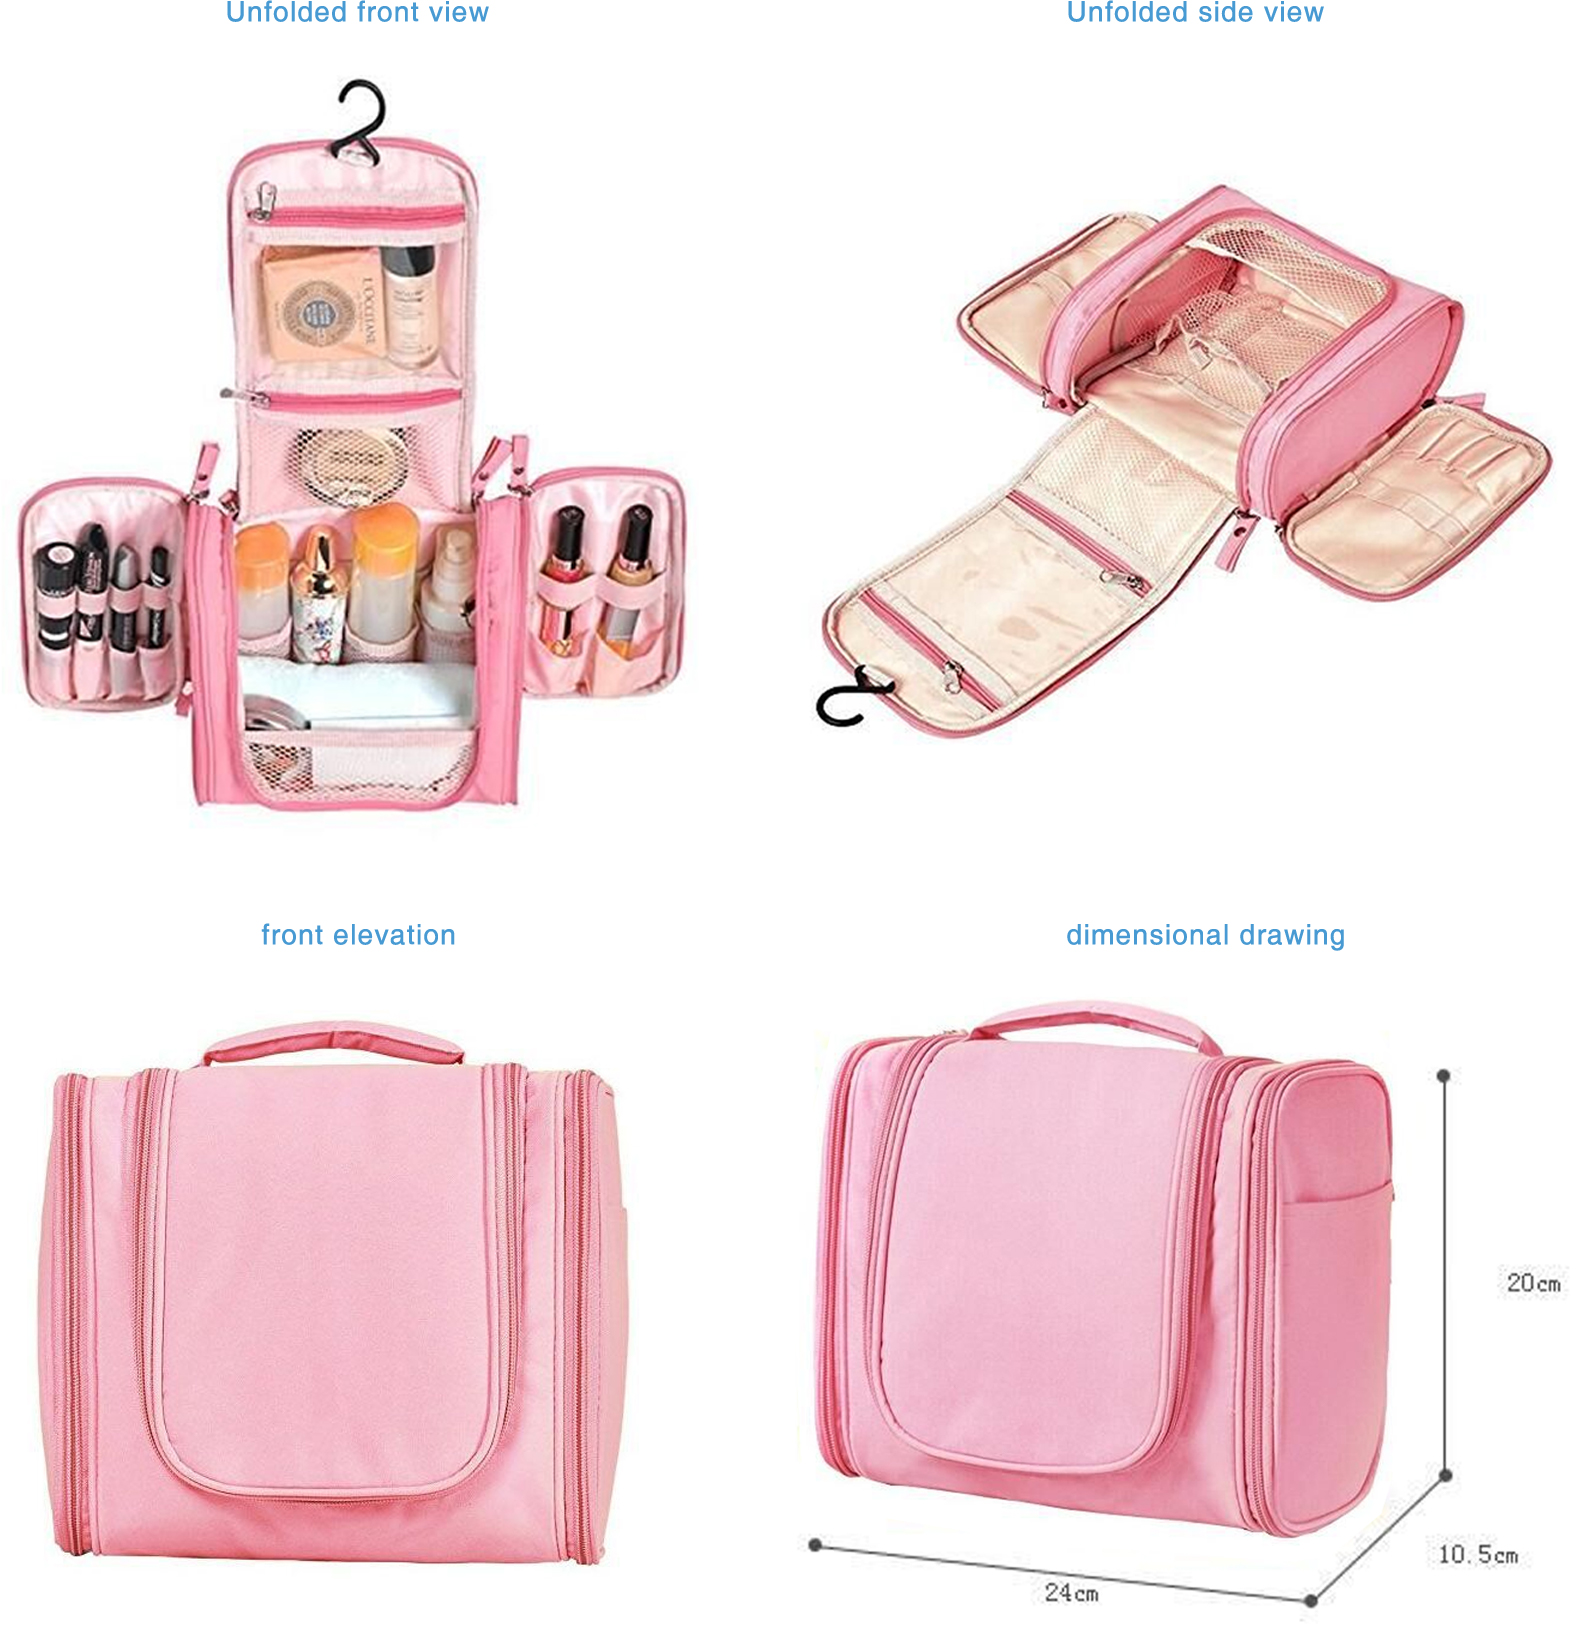 Unfolded front view
Unfolded side view
L'OCCITANE
front elevation
dimensional drawing
20cm
10.5cm
24cm